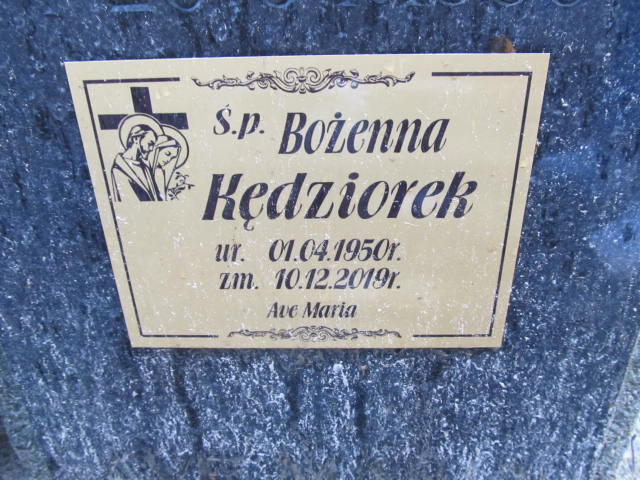 Ś.p. Bożenna
Kędziorek
ur. 01.04.1950r.
zm. 10.12.2019r.
Ave Maria